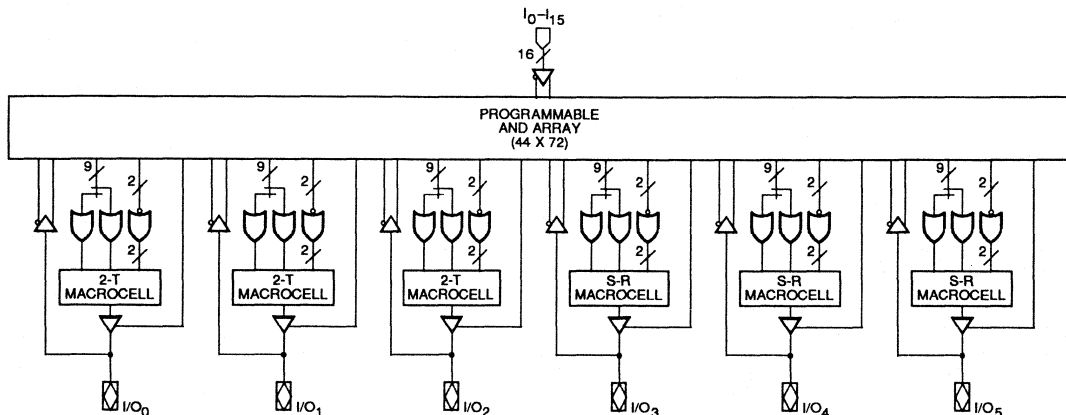 I0–I15
16
PROGRAMMABLE
AND ARRAY
(44 X 72)
9 2 9 2 9 2 9 2 9 2 9 2
2 2 2 2 2 2
2-T
MACROCELL
2-T
MACROCELL
2-T
MACROCELL
S-R
MACROCELL
S-R
MACROCELL
S-R
MACROCELL
I/O0 I/O1 I/O2 I/O3 I/O4 I/O5